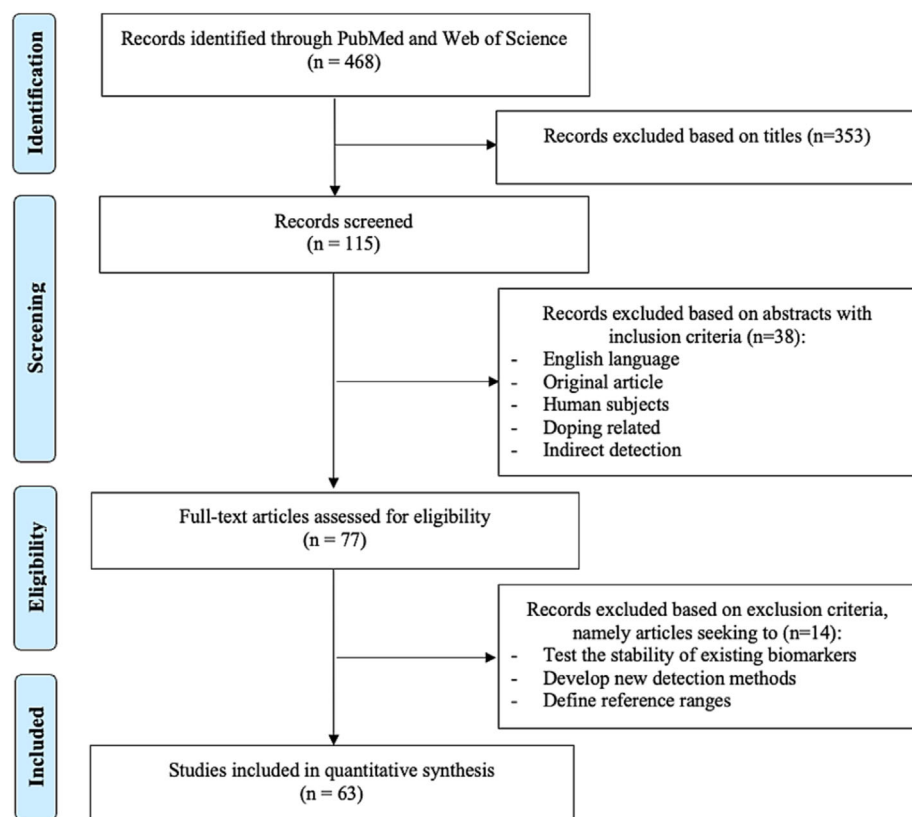 Identification
Records identified through PubMed and Web of Science
(n = 468)
Records excluded based on titles (n=353)
Screening
Records screened
(n = 115)
Records excluded based on abstracts with
inclusion criteria (n=38):
- English language
- Original article
- Human subjects
- Doping related
- Indirect detection
Eligibility
Full-text articles assessed for eligibility
(n = 77)
Records excluded based on exclusion criteria,
namely articles seeking to (n=14):
- Test the stability of existing biomarkers
- Develop new detection methods
- Define reference ranges
Included
Studies included in quantitative synthesis
(n = 63)